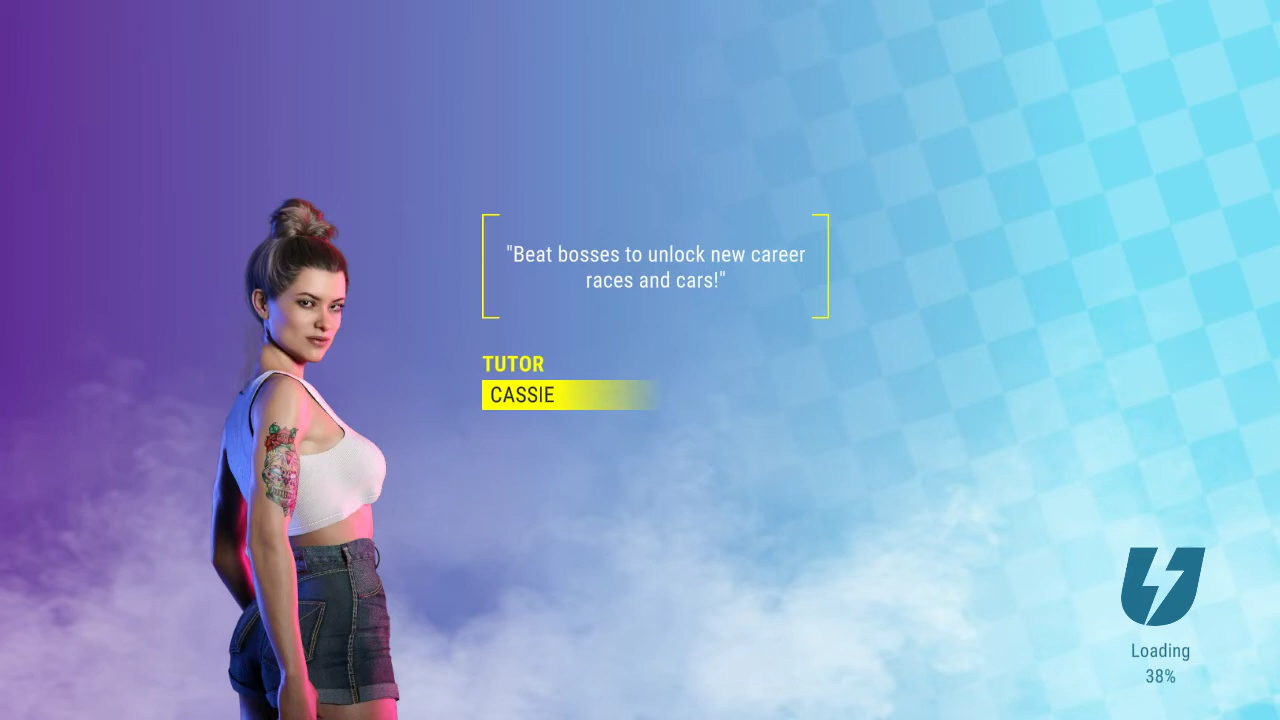 "Beat bosses to unlock new career
races and cars!"
TUTOR
CASSIE
Loading
38%